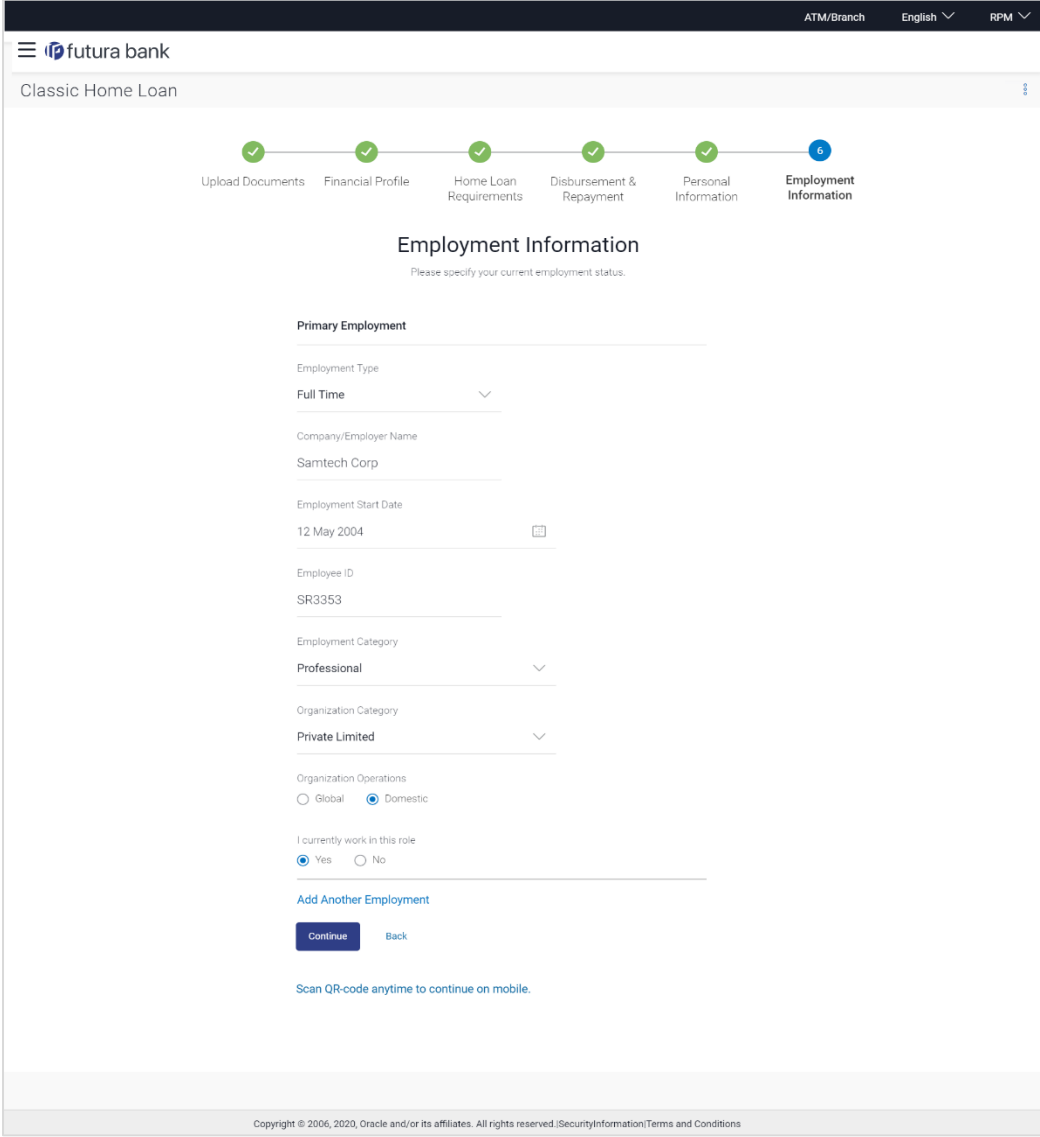 ATM/Branch English RPM
futura bank
Classic Home Loan
6
Upload Documents Financial Profile Home Loan Requirements Disbursement & Repayment Personal Information Employment Information
Employment Information
Please specify your current employment status.
Primary Employment
Employment Type
Full Time
Company/Employer Name
Samtech Corp
Employment Start Date
12 May 2004
Employee ID
SR3353
Employment Category
Professional
Organization Category
Private Limited
Organization Operations
Global Domestic
I currently work in this role
Yes No
Add Another Employment
Continue Back
Scan QR-code anytime to continue on mobile.
Copyright © 2006, 2020, Oracle and/or its affiliates. All rights reserved.|SecurityInformation|Terms and Conditions